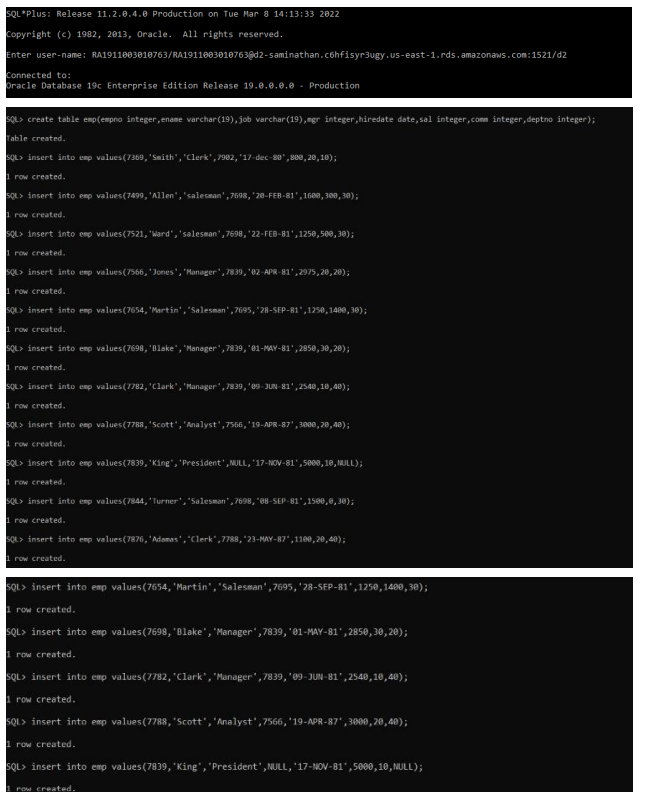 SQL*Plus: Release 11.2.0.4.0 Production on Tue Mar 8 14:13:33 2022
Copyright (c) 1982, 2013, Oracle. All rights reserved.
Enter user-name: RA1911003010763/RA1911003010763@d2-saminathan.c6hfisyr3ugy.us-east-1.rds.amazonaws.com:1521/d2
Connected to:
Oracle Database 19c Enterprise Edition Release 19.0.0.0.0 - Production
SQL> create table emp(empno integer,ename varchar(19),job varchar(19),mgr integer,hiredate date,sal integer,comm integer,deptno integer);
Table created.
SQL> insert into emp values(7369,'Smith','Clerk',7902,'17-dec-80',800,20,10);
1 row created.
SQL> insert into emp values(7499,'Allen','salesman',7698,'20-FEB-81',1600,300,30);
1 row created.
SQL> insert into emp values(7521,'Ward','salesman',7698,'22-FEB-81',1250,500,30);
1 row created.
SQL> insert into emp values(7566,'Jones','Manager',7839,'02-APR-81',2975,20,20);
1 row created.
SQL> insert into emp values(7654,'Martin','Salesman',7695,'28-SEP-81',1250,1400,30);
1 row created.
SQL> insert into emp values(7698,'Blake','Manager',7839,'01-MAY-81',2850,30,20);
1 row created.
SQL> insert into emp values(7782,'Clark','Manager',7839,'09-JUN-81',2540,10,40);
1 row created.
SQL> insert into emp values(7788,'Scott','Analyst',7566,'19-APR-87',3000,20,40);
1 row created.
SQL> insert into emp values(7839,'King','President',NULL,'17-NOV-81',5000,10,NULL);
1 row created.
SQL> insert into emp values(7844,'Turner','Salesman',7698,'08-SEP-81',1500,0,30);
1 row created.
SQL> insert into emp values(7876,'Adamas','Clerk',7788,'23-MAY-87',1100,20,40);
1 row created.
SQL> insert into emp values(7654,'Martin','Salesman',7695,'28-SEP-81',1250,1400,30);
1 row created.
SQL> insert into emp values(7698,'Blake','Manager',7839,'01-MAY-81',2850,30,20);
1 row created.
SQL> insert into emp values(7782,'Clark','Manager',7839,'09-JUN-81',2540,10,40);
1 row created.
SQL> insert into emp values(7788,'Scott','Analyst',7566,'19-APR-87',3000,20,40);
1 row created.
SQL> insert into emp values(7839,'King','President',NULL,'17-NOV-81',5000,10,NULL);
1 row created.